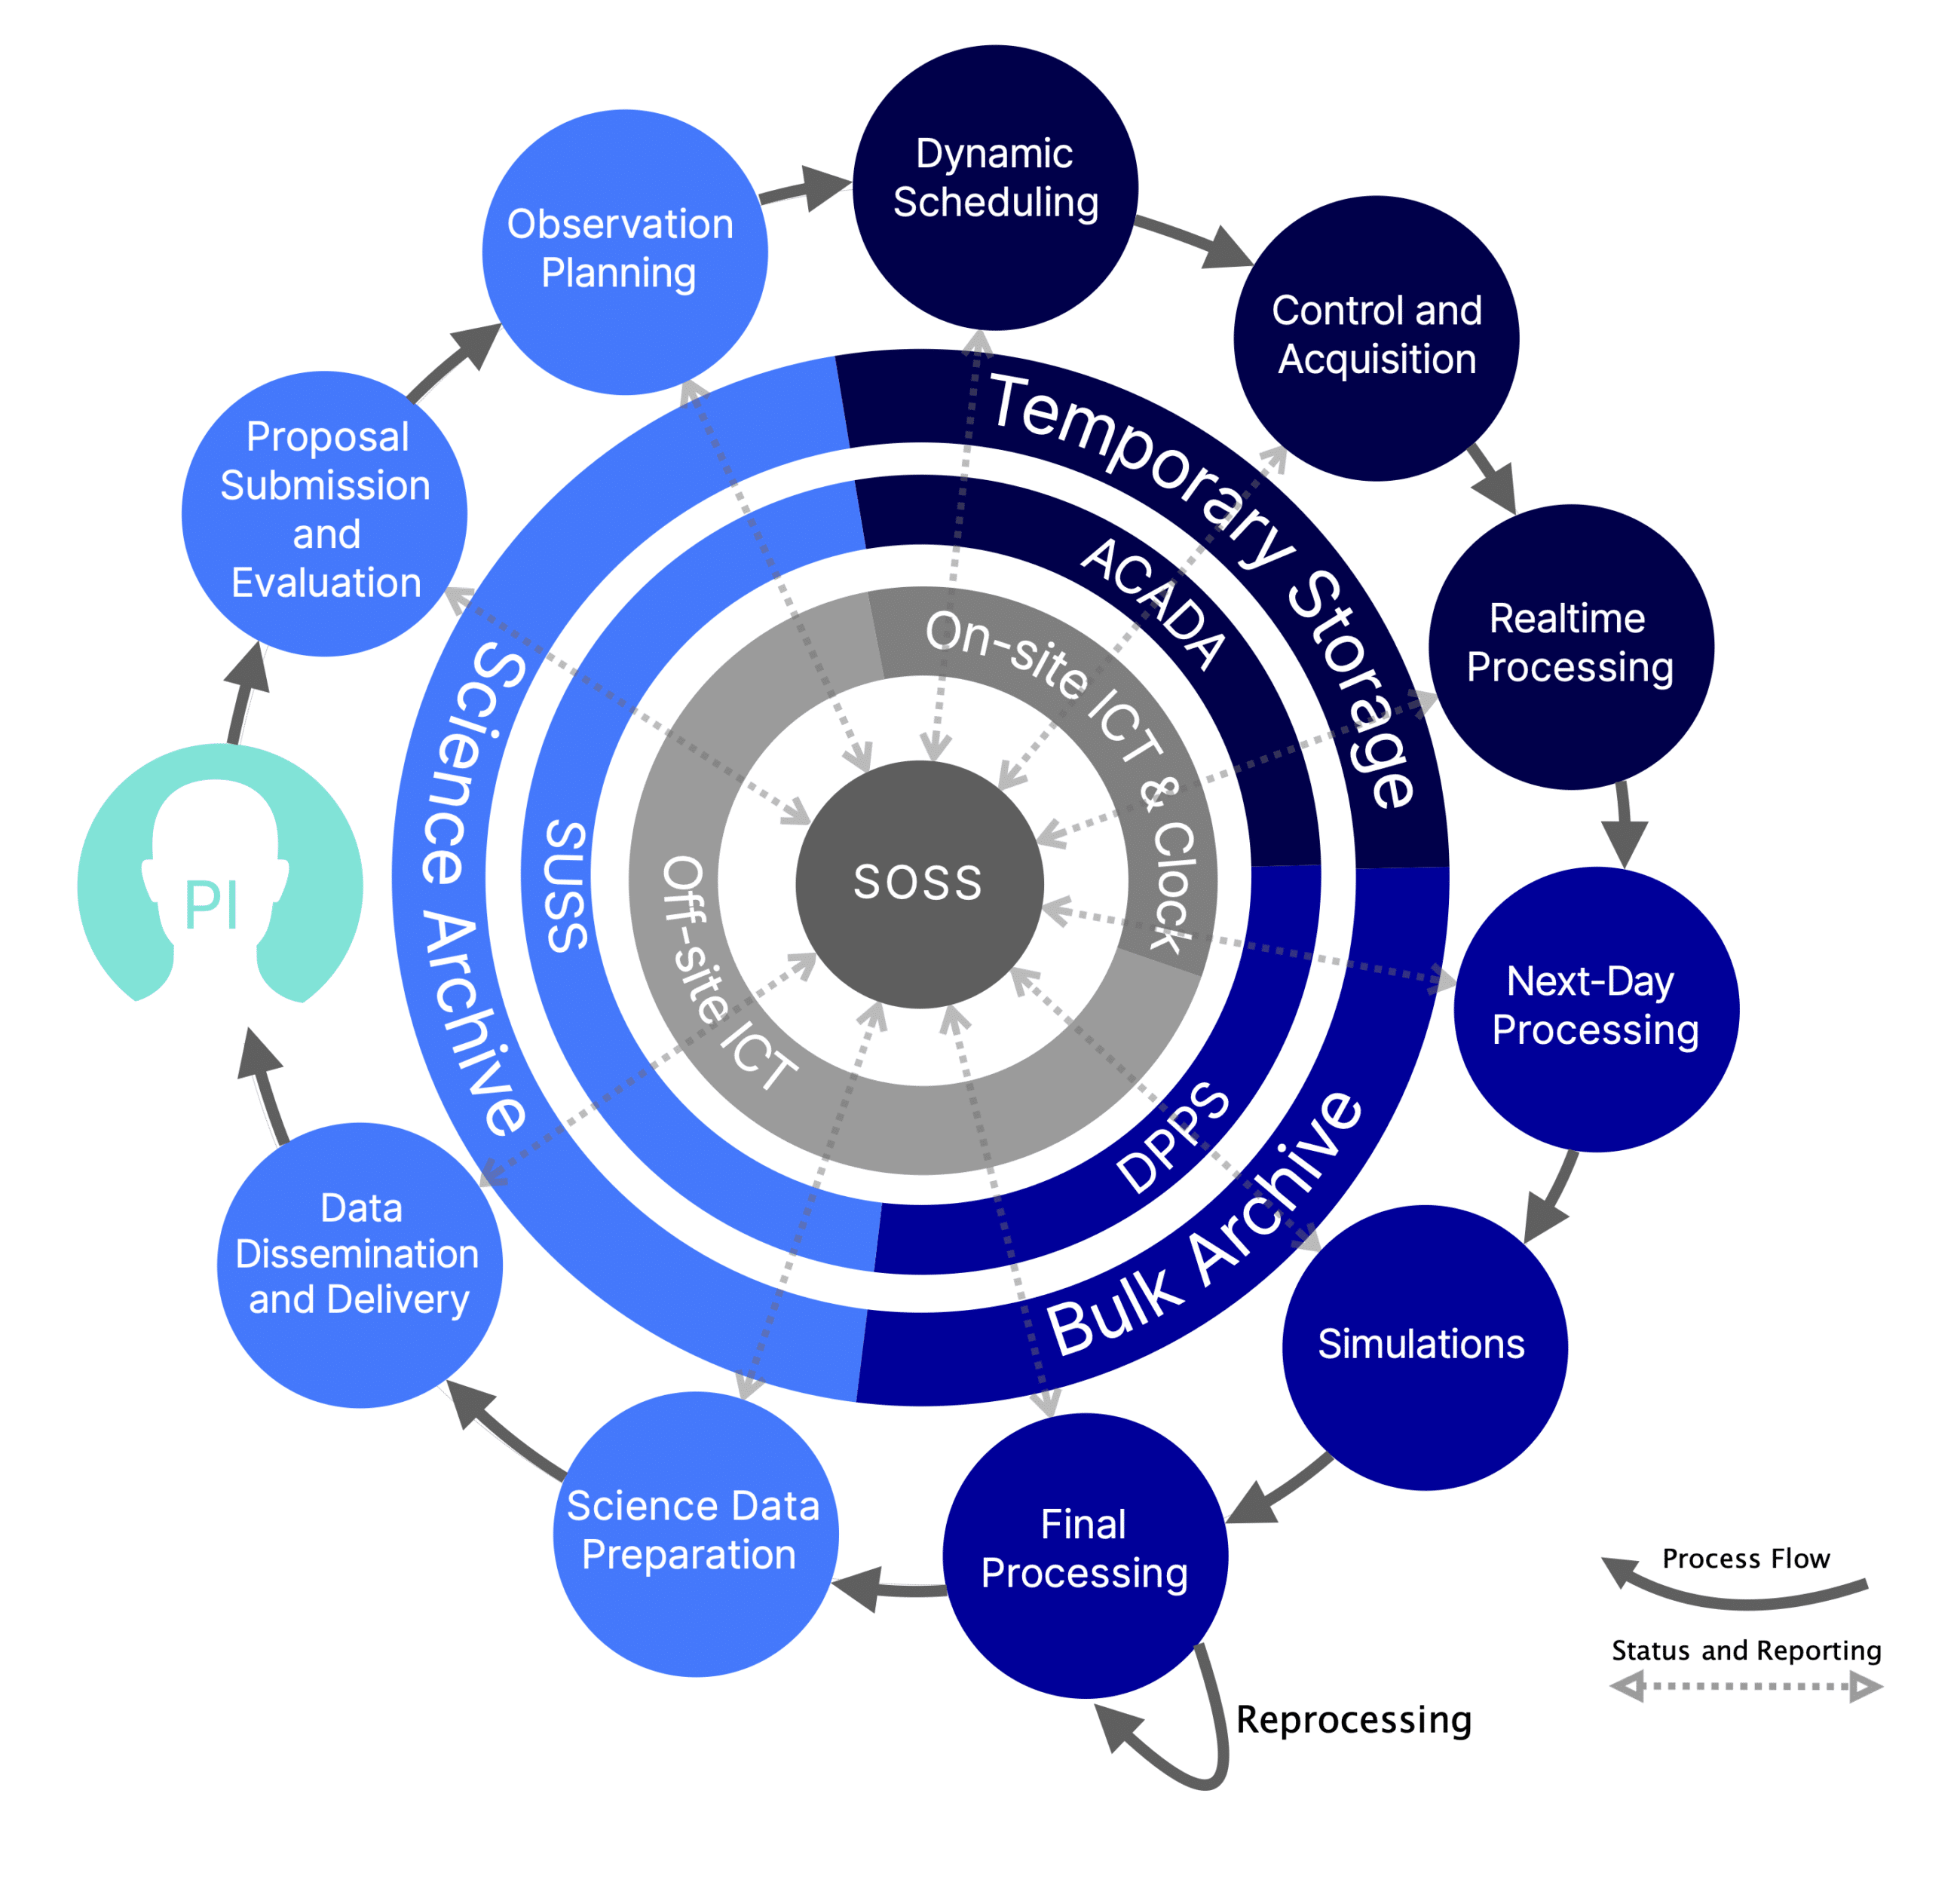 Dynamic
Scheduling
Observation
Planning
Control and
Acquisition
Proposal
Submission
and
Evaluation
Realtime
Processing
PI
Next-Day
Processing
Data
Dissemination
and Delivery
Simulations
Science Data
Preparation
Final
Processing
Reprocessing
Temporary Storage
Science Archive
Bulk Archive
ACADA
SUSS
DPPS
On-site ICT & Clock
Off-site ICT
SOSS
Process Flow
Status and Reporting